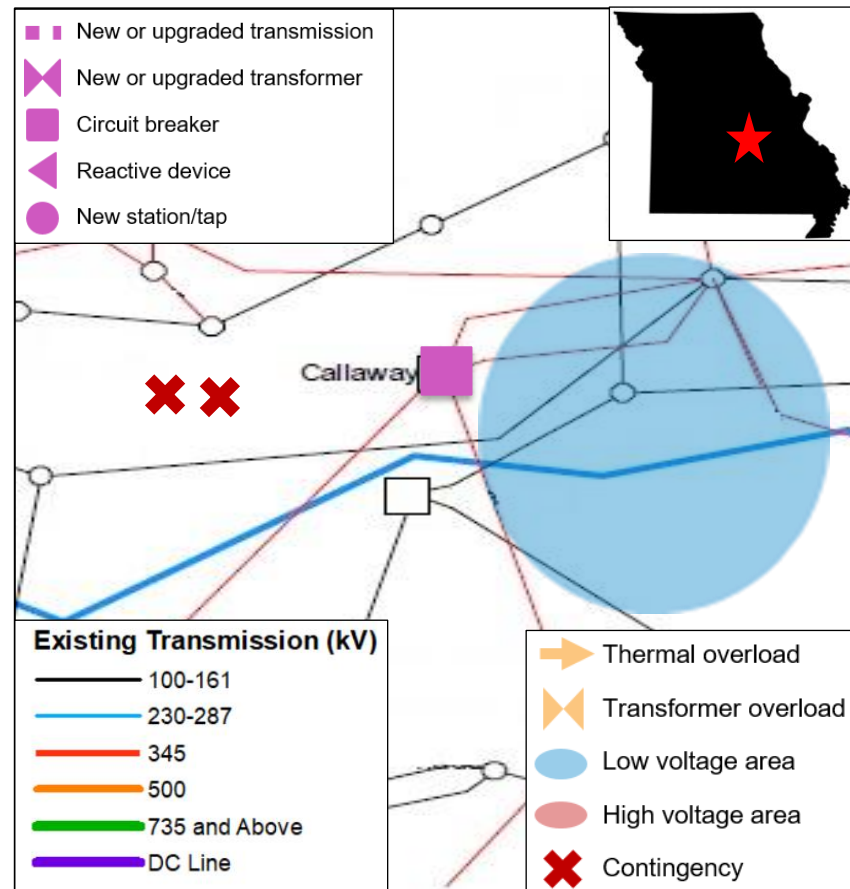 New or upgraded transmission
New or upgraded transformer
Circuit breaker
Reactive device
New station/tap
Callaway
Existing Transmission (kV)
100-161
230-287
345
500
735 and Above
DC Line
Thermal overload
Transformer overload
Low voltage area
High voltage area
Contingency